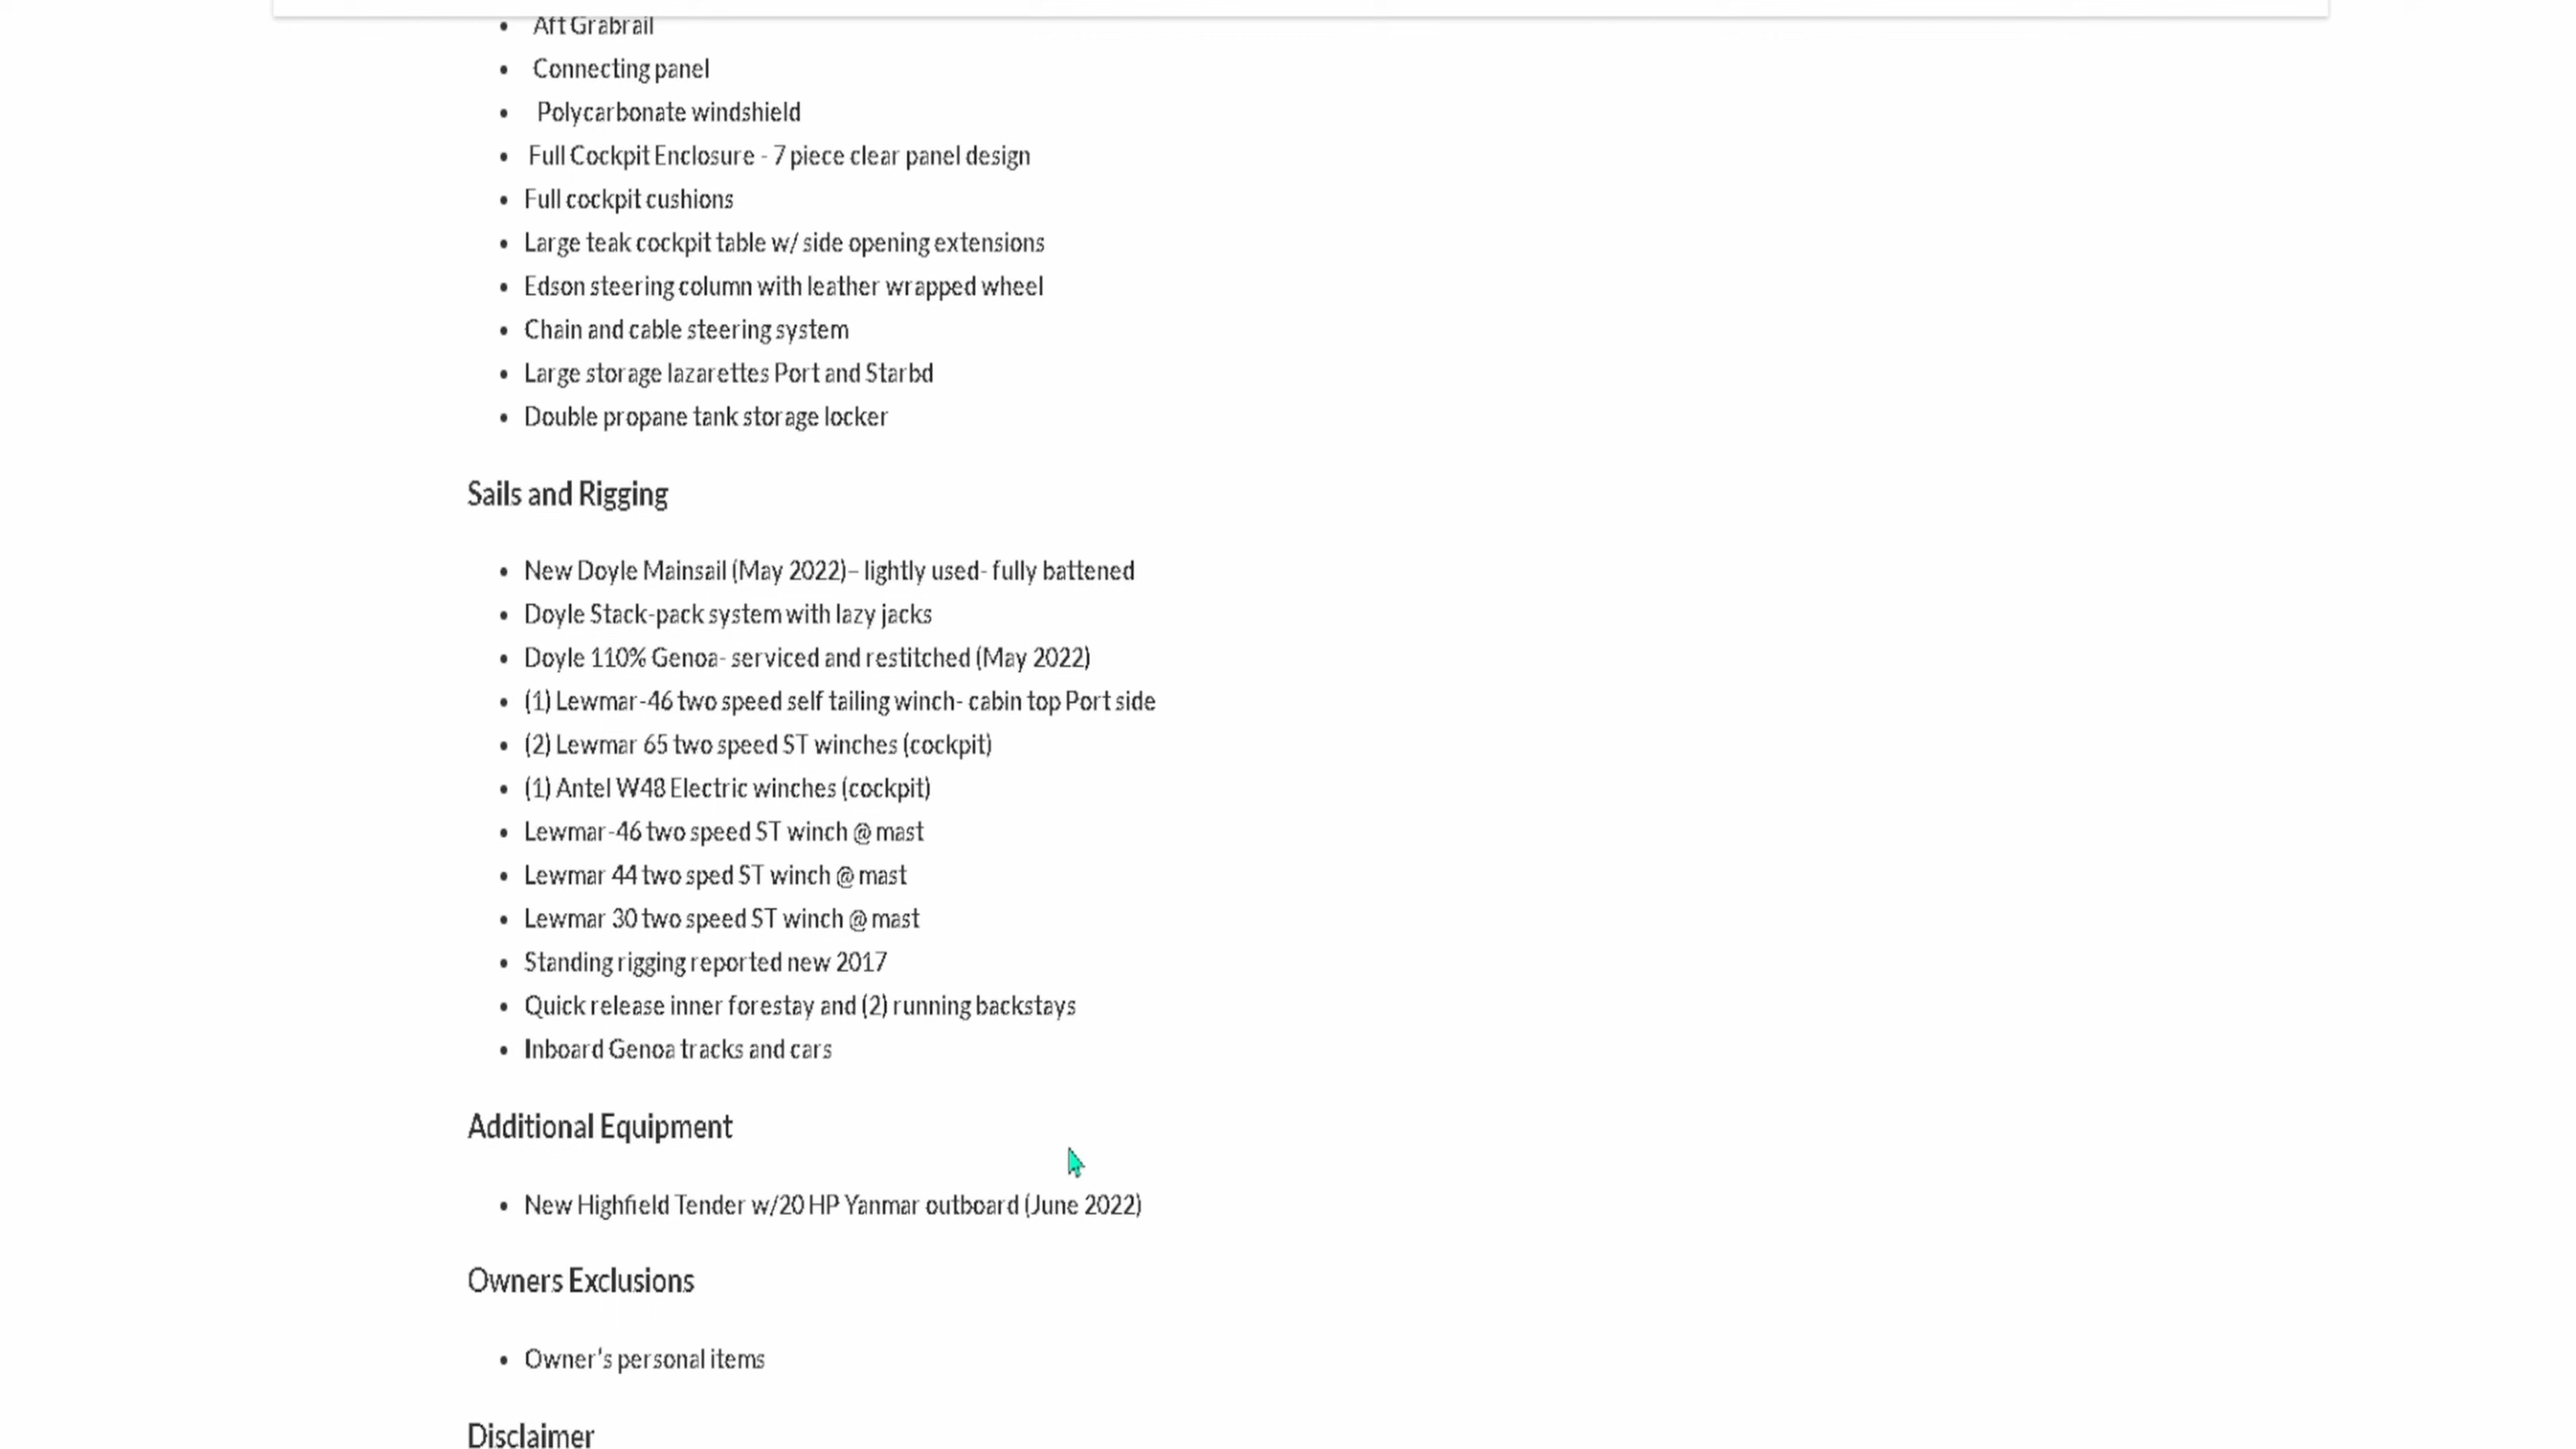 Aft Grabrail
Connecting panel
Polycarbonate windshield
Full Cockpit Enclosure - 7 piece clear panel design
Full cockpit cushions
Large teak cockpit table w/ side opening extensions
Edson steering column with leather wrapped wheel
Chain and cable steering system
Large storage lazarettes Port and Starbd
Double propane tank storage locker
Sails and Rigging
New Doyle Mainsail (May 2022)– lightly used- fully battened
Doyle Stack-pack system with lazy jacks
Doyle 110% Genoa- serviced and restitched (May 2022)
(1) Lewmar-46 two speed self tailing winch- cabin top Port side
(2) Lewmar 65 two speed ST winches (cockpit)
(1) Antel W48 Electric winches (cockpit)
Lewmar-46 two speed ST winch @ mast
Lewmar 44 two sped ST winch @ mast
Lewmar 30 two speed ST winch @ mast
Standing rigging reported new 2017
Quick release inner forestay and (2) running backstays
Inboard Genoa tracks and cars
Additional Equipment
New Highfield Tender w/20 HP Yanmar outboard (June 2022)
Owners Exclusions
Owner's personal items
Disclaimer